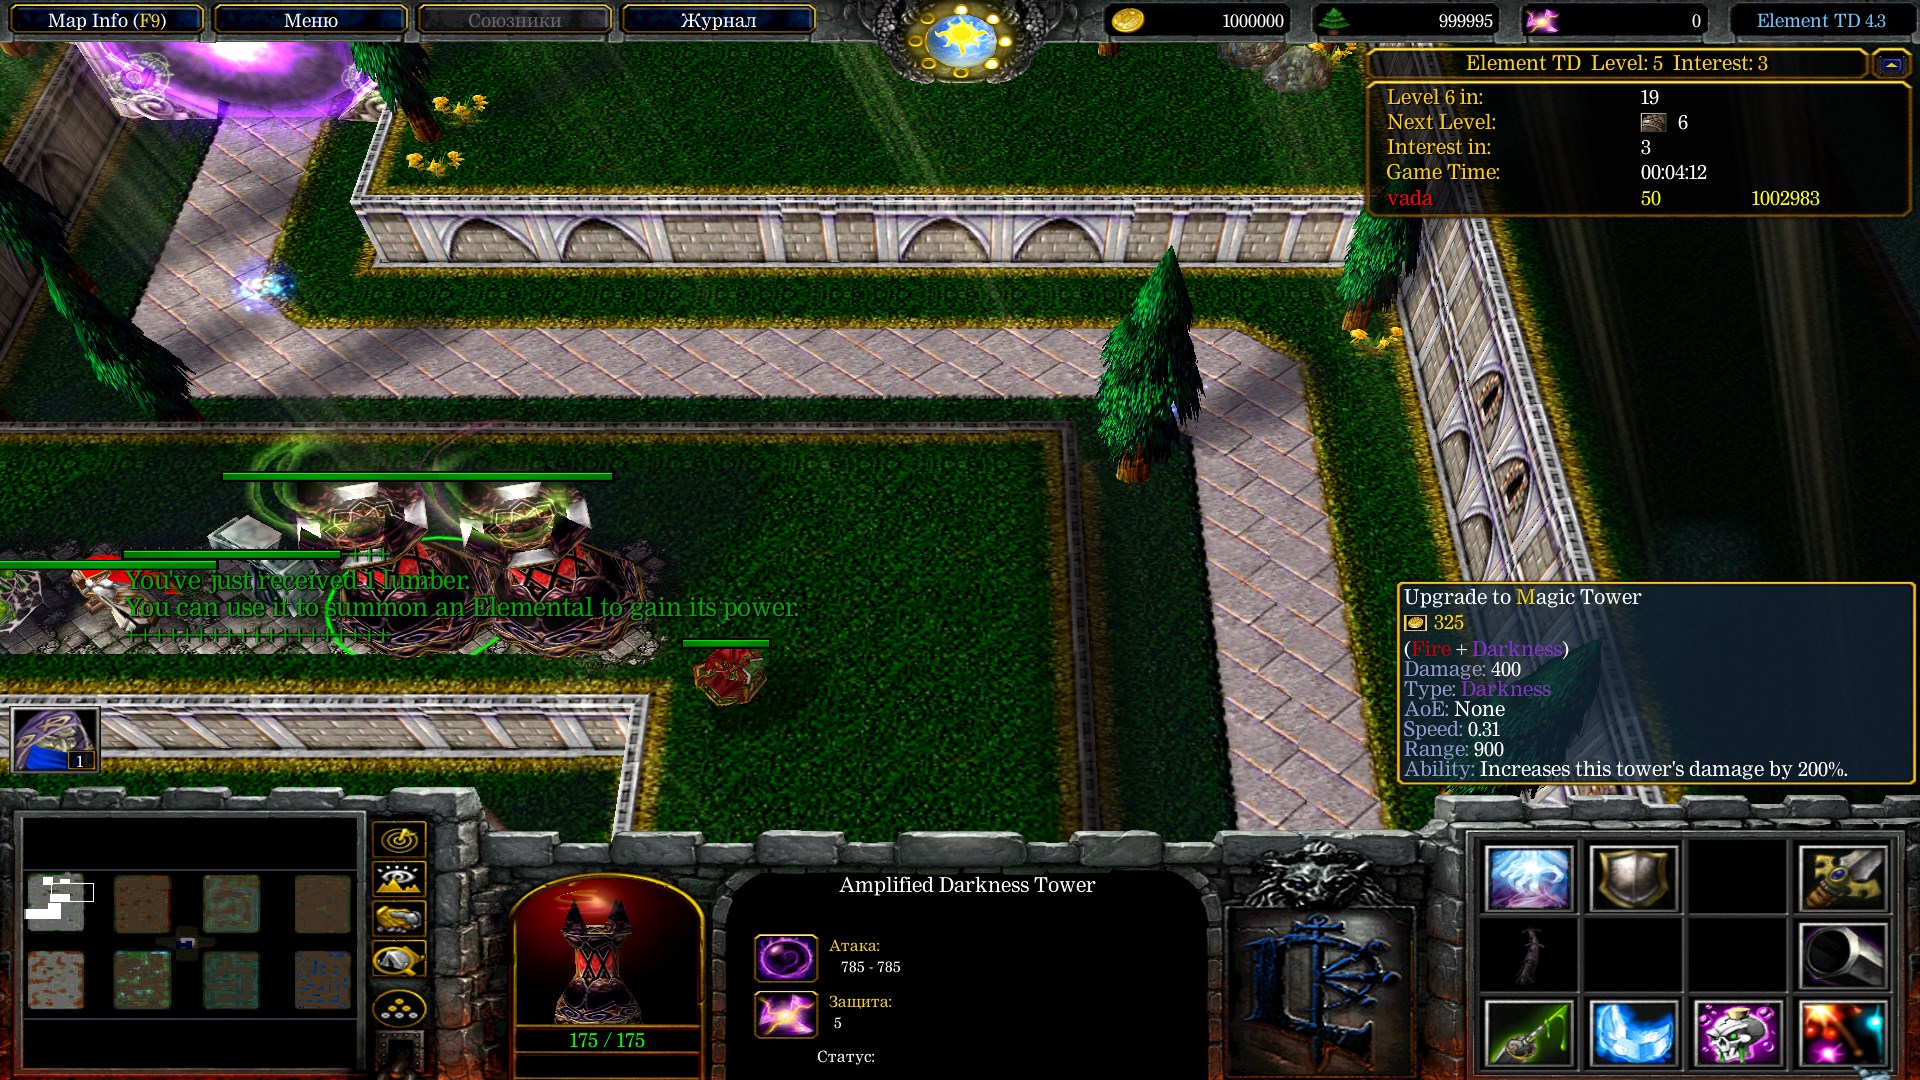 Map Info (F9)
Меню
Союзники
Журнал
1000000
999995
0
Element TD 4.3
Element TD Level: 5 Interest: 3
Level 6 in: 19
Next Level: 6
Interest in: 3
Game Time: 00:04:12
vada 50 1002983
You've just received 1 lumber.
You can use it to summon an Elemental to gain its power.
Upgrade to Magic Tower
325
(Fire + Darkness)
Damage: 400
Type: Darkness
AoE: None
Speed: 0.31
Range: 900
Ability: Increases this tower's damage by 200%.
1
Amplified Darkness Tower
Атака:
785 - 785
Защита:
5
Статус:
175 / 175